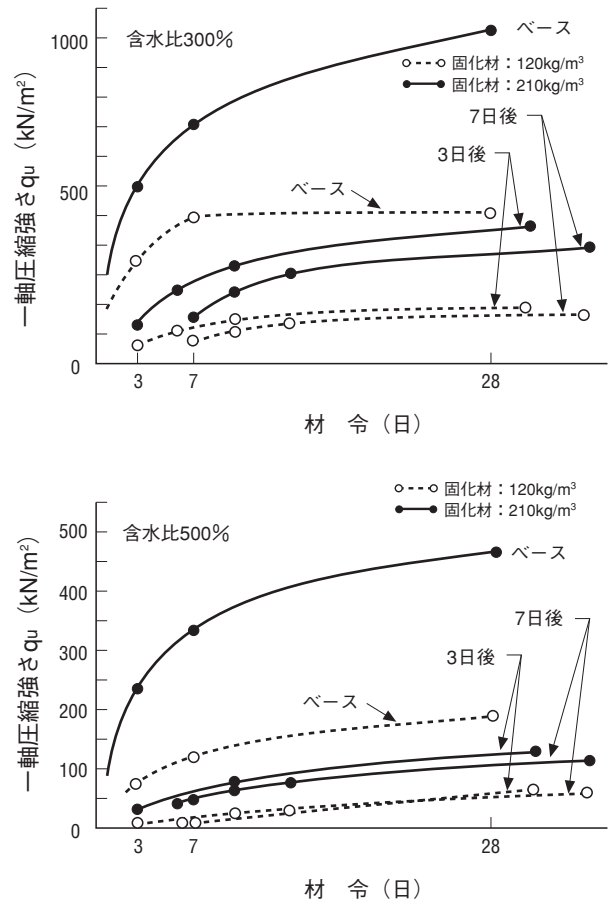 含水比300%
ベース
固化材：120kg/m³
固化材：210kg/m³
7日後
3日後
ベース
1000
500
0
一軸圧縮強さqu（kN/m²）
3
7
28
材　令（日）
固化材：120kg/m³
固化材：210kg/m³
含水比500%
ベース
7日後
3日後
ベース
500
400
300
200
100
0
一軸圧縮強さqu（kN/m²）
3
7
28
材　令（日）